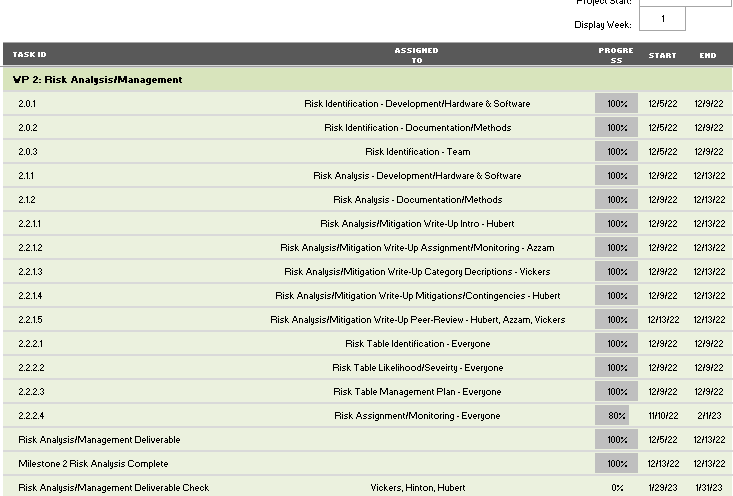 Project Start:
Display Week: 1
TASK ID ASSIGNED TO PROGRESS START END
WP 2: Risk Analysis/Management
2.0.1 Risk Identification - Development/Hardware & Software 100% 12/5/22 12/9/22
2.0.2 Risk Identification - Documentation/Methods 100% 12/5/22 12/9/22
2.0.3 Risk Identification - Team 100% 12/5/22 12/9/22
2.1.1 Risk Analysis - Development/Hardware & Software 100% 12/9/22 12/13/22
2.1.2 Risk Analysis - Documentation/Methods 100% 12/9/22 12/13/22
2.2.1.1 Risk Analysis/Mitigation Write-Up Intro - Hubert 100% 12/9/22 12/13/22
2.2.1.2 Risk Analysis/Mitigation Write-Up Assignment/Monitoring - Azzam 100% 12/9/22 12/13/22
2.2.1.3 Risk Analysis/Mitigation Write-Up Category Decriptions - Vickers 100% 12/9/22 12/13/22
2.2.1.4 Risk Analysis/Mitigation Write-Up Mitigations/Contingencies - Hubert 100% 12/9/22 12/13/22
2.2.1.5 Risk Analysis/Mitigation Write-Up Peer-Review - Hubert, Azzam, Vickers 100% 12/13/22 12/13/22
2.2.2.1 Risk Table Identification - Everyone 100% 12/9/22 12/9/22
2.2.2.2 Risk Table Likelihood/Seveirty - Everyone 100% 12/9/22 12/9/22
2.2.2.3 Risk Table Management Plan - Everyone 100% 12/9/22 12/9/22
2.2.2.4 Risk Assignment/Monitoring - Everyone 80% 11/10/22 2/1/23
Risk Analysis/Management Deliverable 100% 12/5/22 12/13/22
Milestone 2 Risk Analysis Complete 100% 12/13/22 12/13/22
Risk Analysis/Management Deliverable Check Vickers, Hinton, Hubert 0% 1/29/23 1/31/23